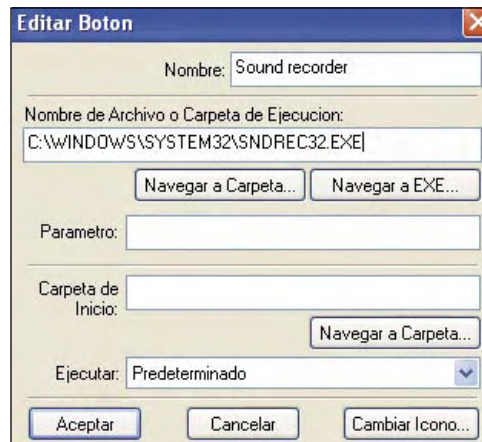 Editar Boton
Nombre: Sound recorder
Nombre de Archivo o Carpeta de Ejecucion:
C:\WINDOWS\SYSTEM32\SNDREC32.EXE
Navegar a Carpeta... Navegar a EXE...
Parametro:
Carpeta de
Inicio:
Navegar a Carpeta...
Ejecutar: Predeterminado
Aceptar Cancelar Cambiar Icono...